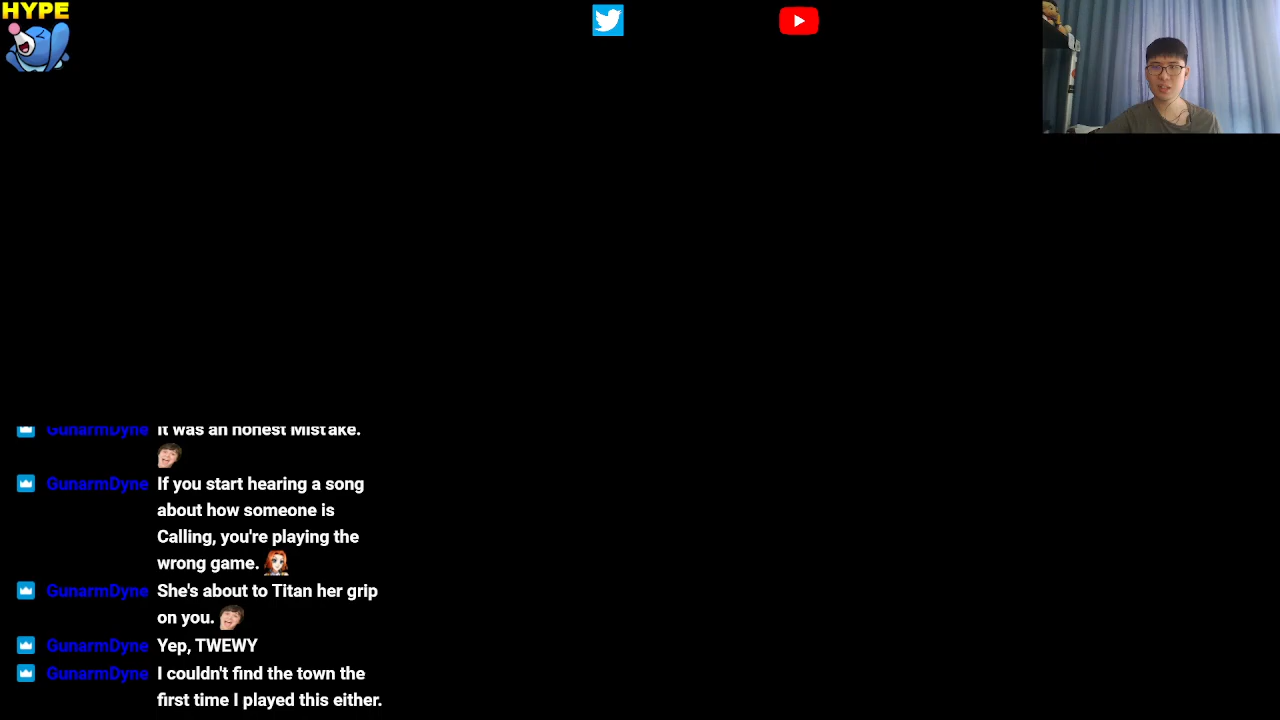 HYPE
GunarmDyne It was an honest Mistake.
GunarmDyne If you start hearing a song
about how someone is
Calling, you're playing the
wrong game.
GunarmDyne She's about to Titan her grip
on you.
GunarmDyne Yep, TWEWY
GunarmDyne I couldn't find the town the
first time I played this either.